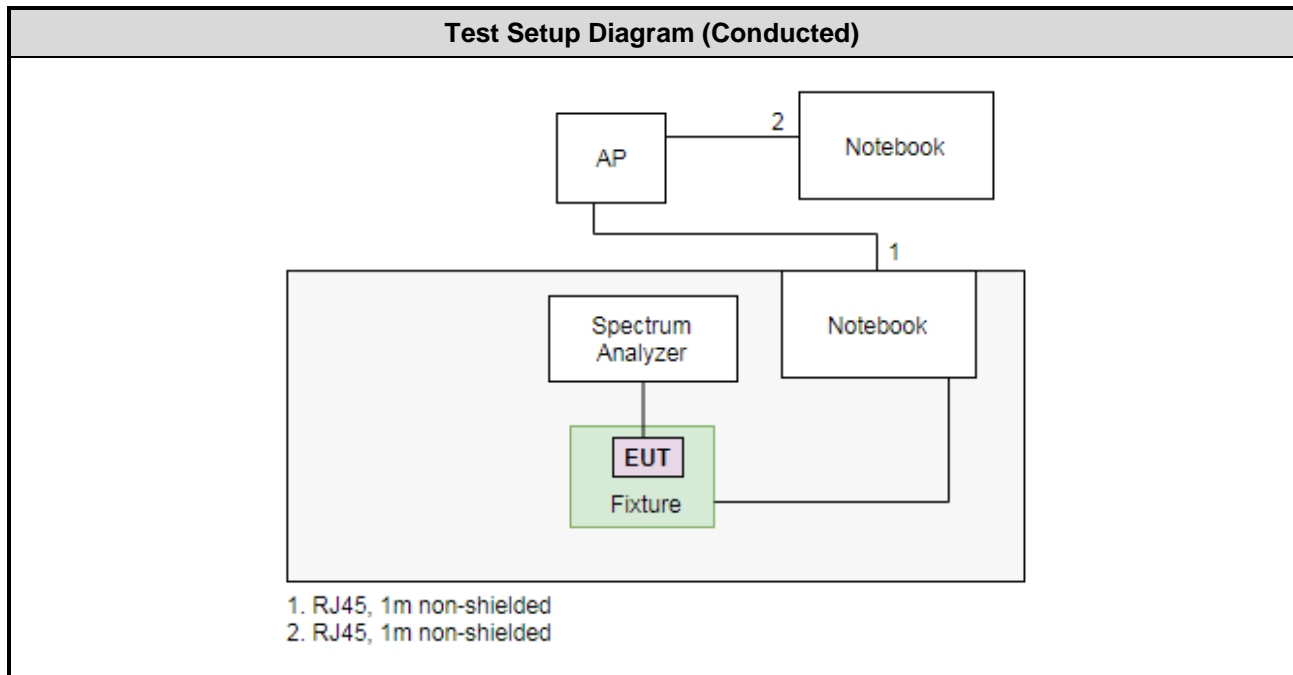 Test Setup Diagram (Conducted)
AP
2
Notebook
1
Spectrum
Analyzer
Notebook
EUT
Fixture
1. RJ45, 1m non-shielded
2. RJ45, 1m non-shielded